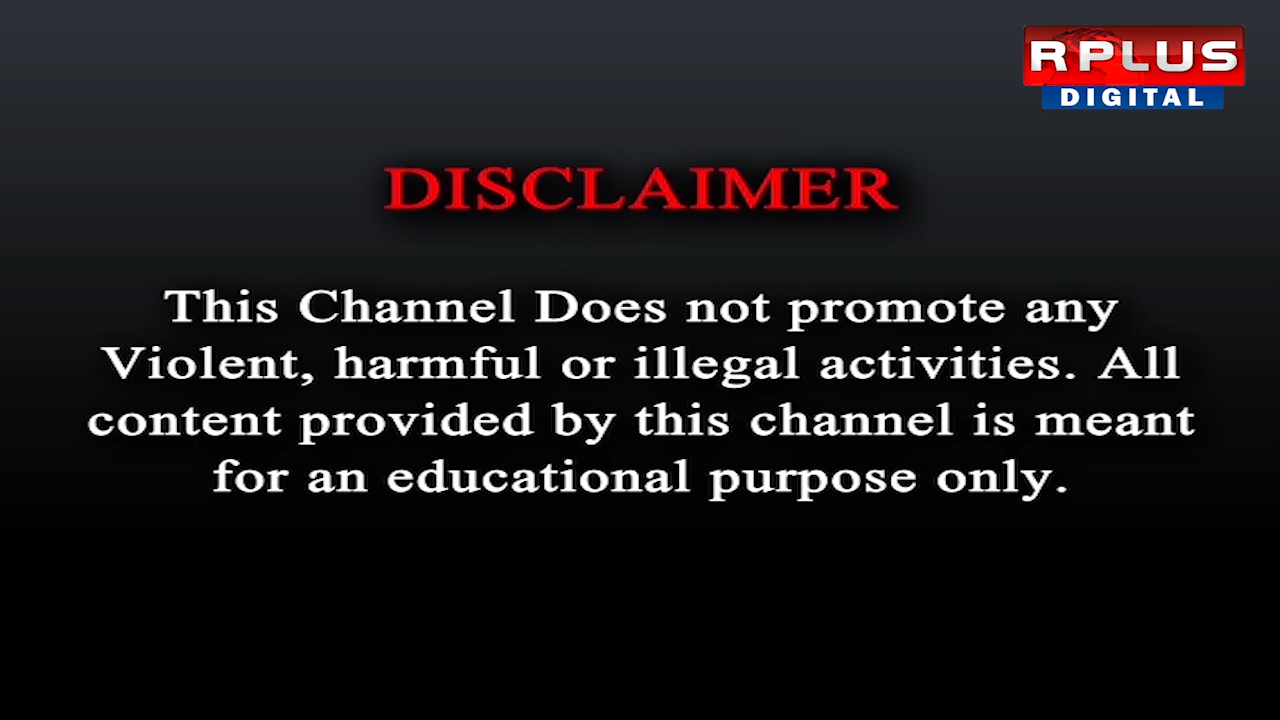 RPLUS
DIGITAL
DISCLAIMER
This Channel Does not promote any
Violent, harmful or illegal activities. All
content provided by this channel is meant
for an educational purpose only.